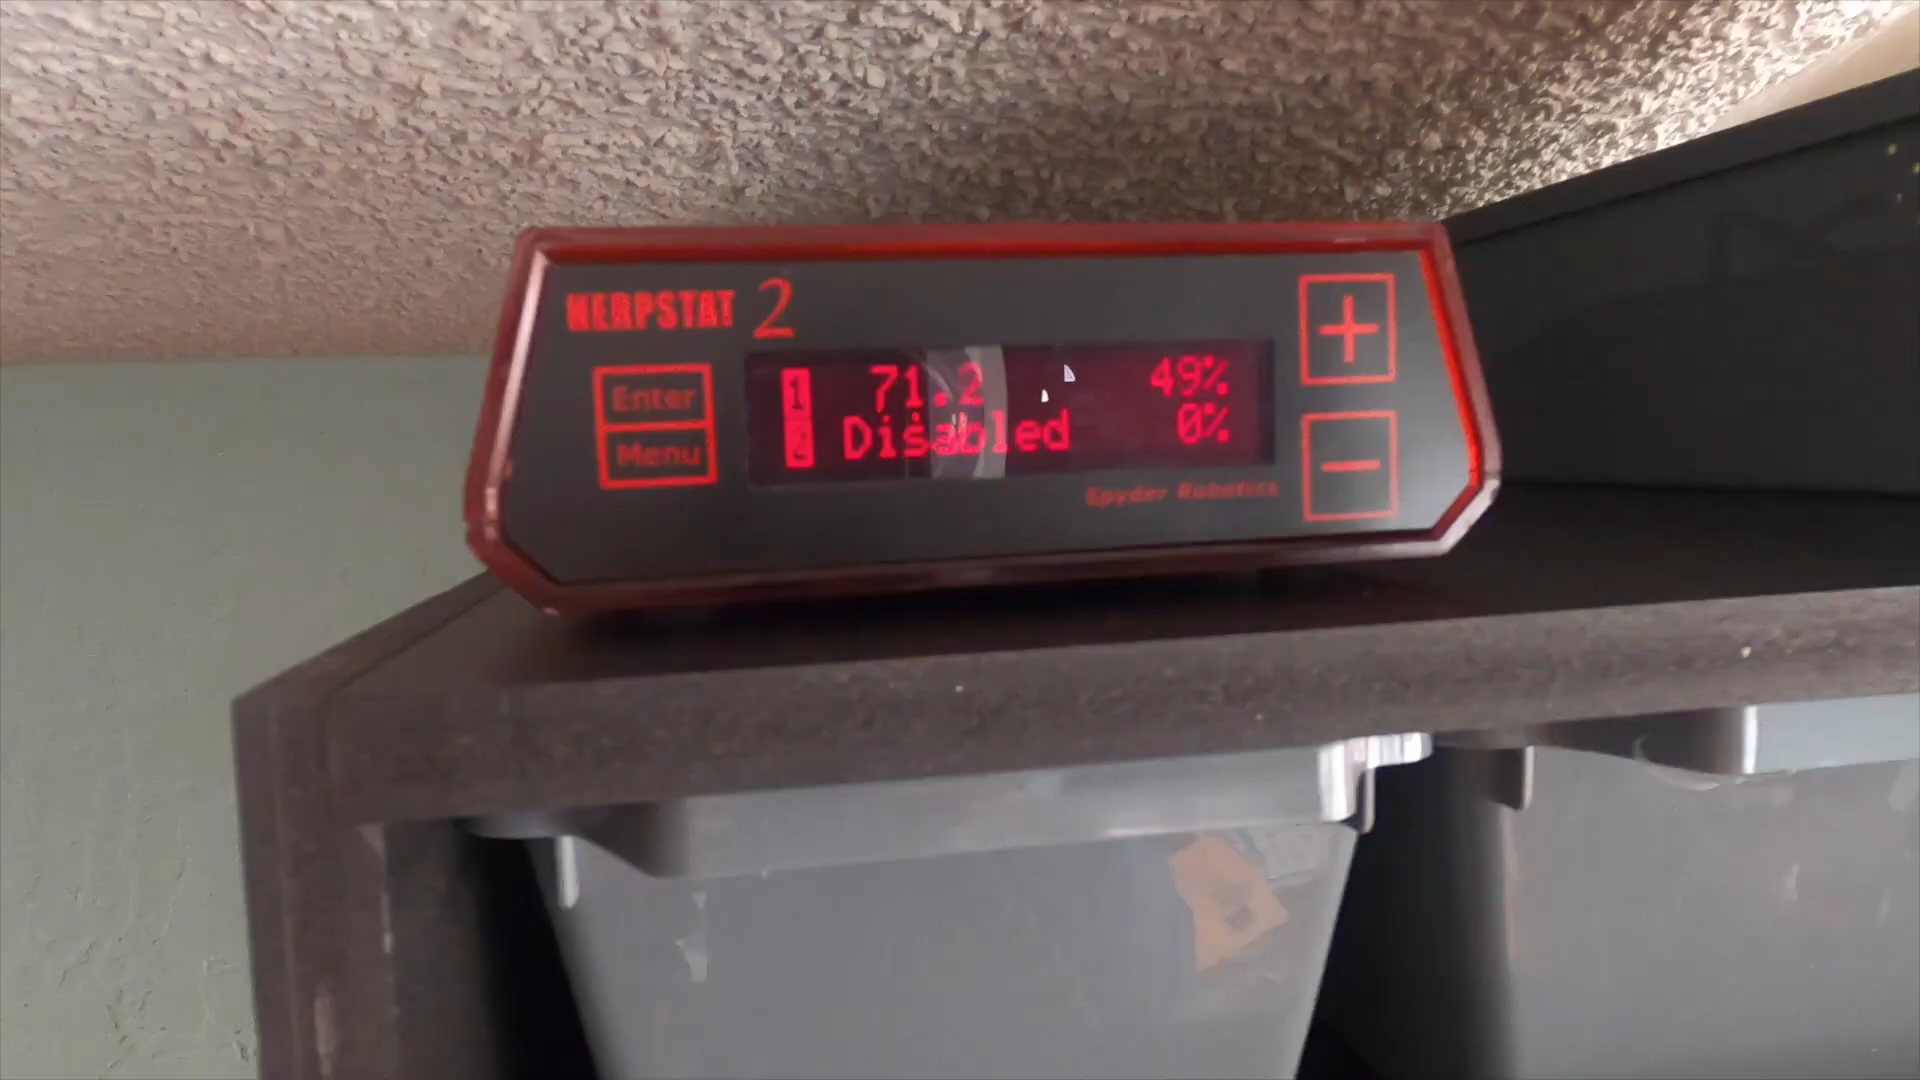 HERPSTAT 2
Enter
Menu
1 71.2 49%
2 Disabled 0%
Spyder Robotics
+
-